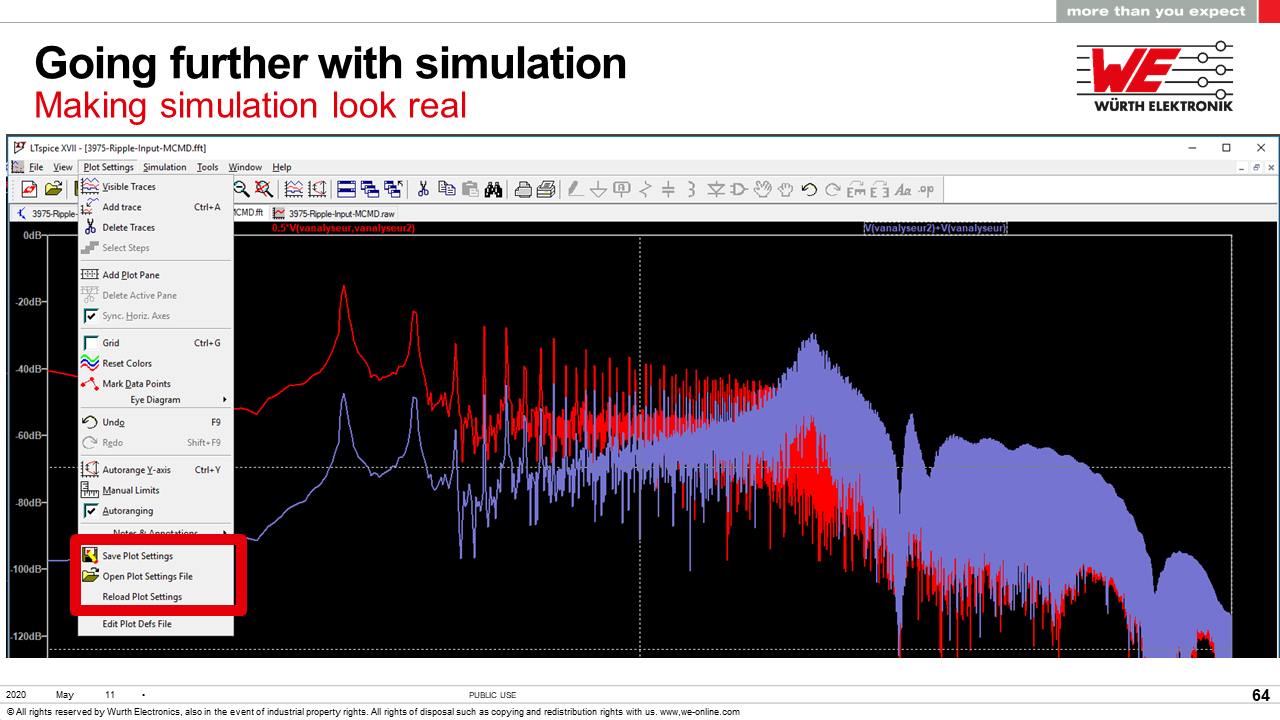 more than you expect
Going further with simulation
Making simulation look real
WE
WÜRTH ELEKTRONIK
LTspice XVII - [3975-Ripple-Input-MCMD.fft]
File View Plot Settings Simulation Tools Window Help
.op
3975-Ripple-
MCMD.fft
3975-Ripple-Input-MCMD.raw
Visible Traces
Add trace Ctrl+A
Delete Traces
Select Steps
Add Plot Pane
Delete Active Pane
Sync. Horiz. Axes
Grid Ctrl+G
Reset Colors
Mark Data Points
Eye Diagram
Undo F9
Redo Shift+F9
Autorange Y-axis Ctrl+Y
Manual Limits
Autoranging
Notes & Annotations
Save Plot Settings
Open Plot Settings File
Reload Plot Settings
Edit Plot Defs File
0.5*V(vanalyseur,vanalyseur2)
V(vanalyseur2)+V(vanalyseur)
0dB
-20dB
-40dB
-60dB
-80dB
-100dB
-120dB
2020 May 11 •
PUBLIC USE
64
© All rights reserved by Wurth Electronics, also in the event of industrial property rights. All rights of disposal such as copying and redistribution rights with us. www,we-online.com